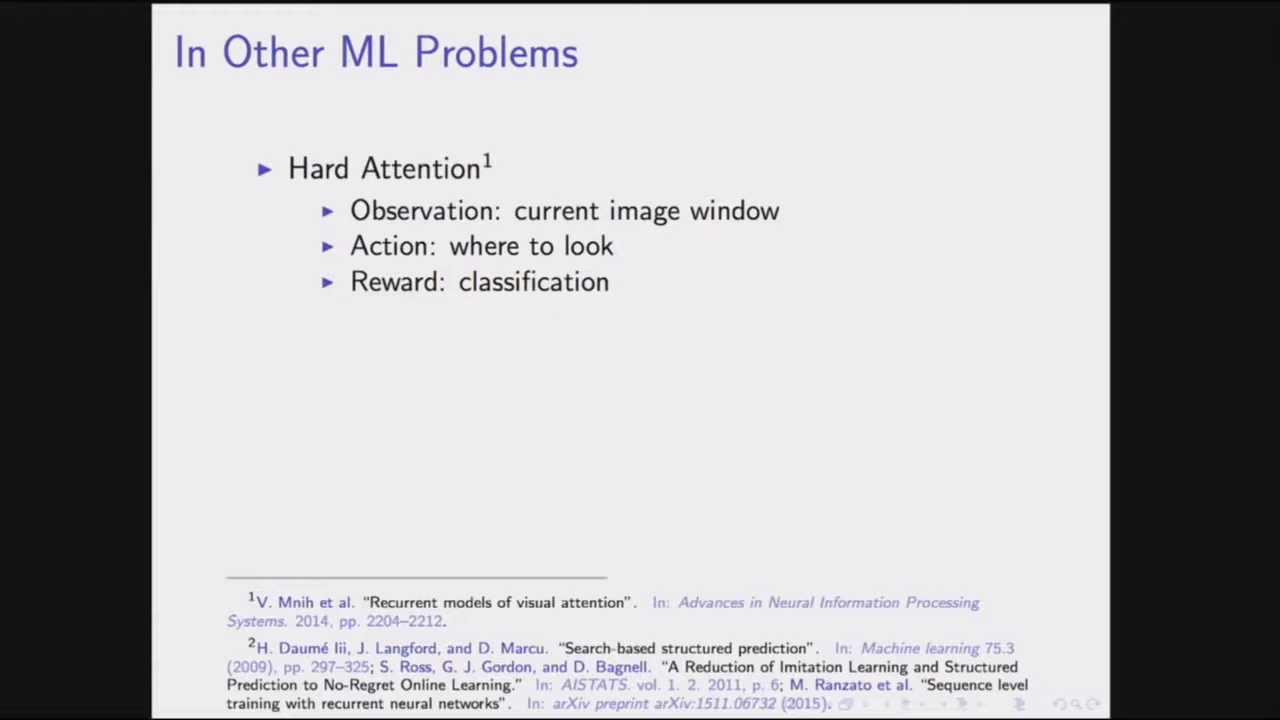 In Other ML Problems
▶ Hard Attention¹
▶ Observation: current image window
▶ Action: where to look
▶ Reward: classification
¹V. Mnih et al. “Recurrent models of visual attention”. In: Advances in Neural Information Processing
Systems. 2014, pp. 2204–2212.
²H. Daumé Iii, J. Langford, and D. Marcu. “Search-based structured prediction”. In: Machine learning 75.3
(2009), pp. 297–325; S. Ross, G. J. Gordon, and D. Bagnell. “A Reduction of Imitation Learning and Structured
Prediction to No-Regret Online Learning.” In: AISTATS. vol. 1. 2. 2011, p. 6; M. Ranzato et al. “Sequence level
training with recurrent neural networks”. In: arXiv preprint arXiv:1511.06732 (2015).